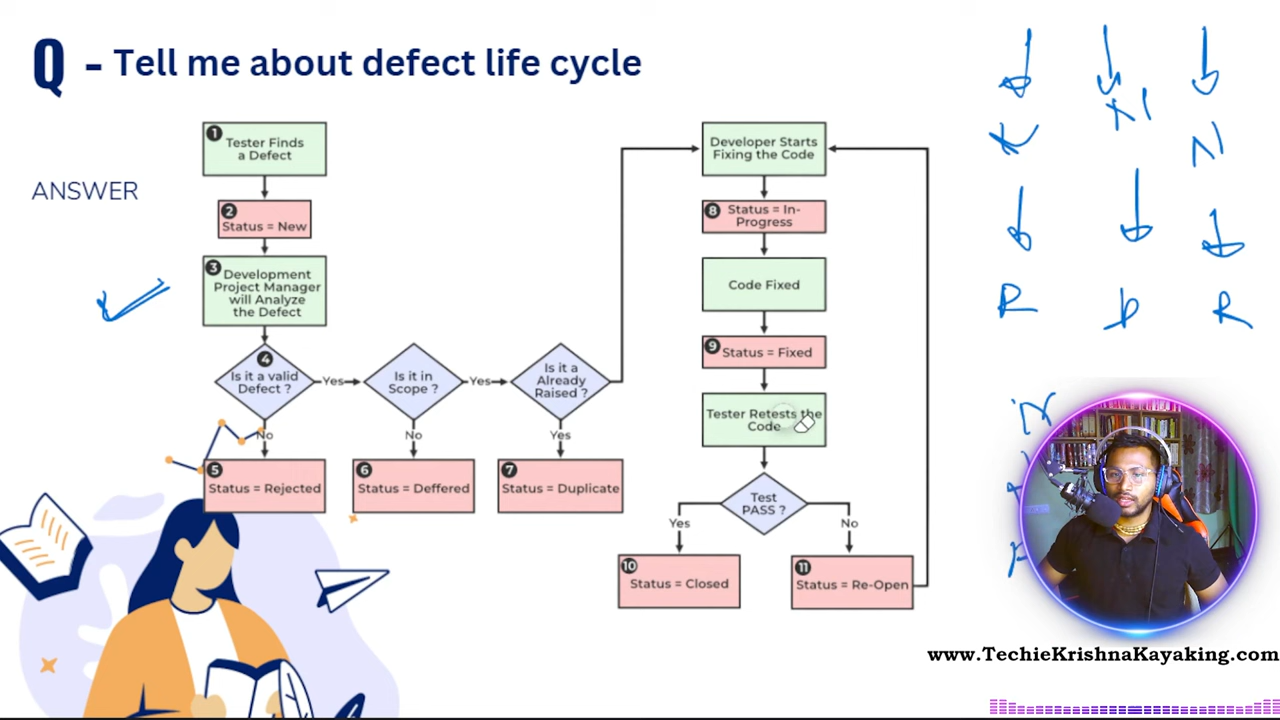 Q - Tell me about defect life cycle
ANSWER
1
Tester Finds
a Defect
2
Status = New
3
Development
Project Manager
will Analyze
the Defect
4
Is it a valid
Defect ?
Yes
Is it in
Scope ?
Yes
Is it a
Already
Raised ?
No
No
Yes
5
Status = Rejected
6
Status = Deffered
7
Status = Duplicate
Developer Starts
Fixing the Code
8
Status = In-
Progress
Code Fixed
9
Status = Fixed
Tester Retests the
Code
Test
PASS ?
Yes
No
10
Status = Closed
11
Status = Re-Open
N
R
D
R
N
www.TechieKrishnaKayaking.com